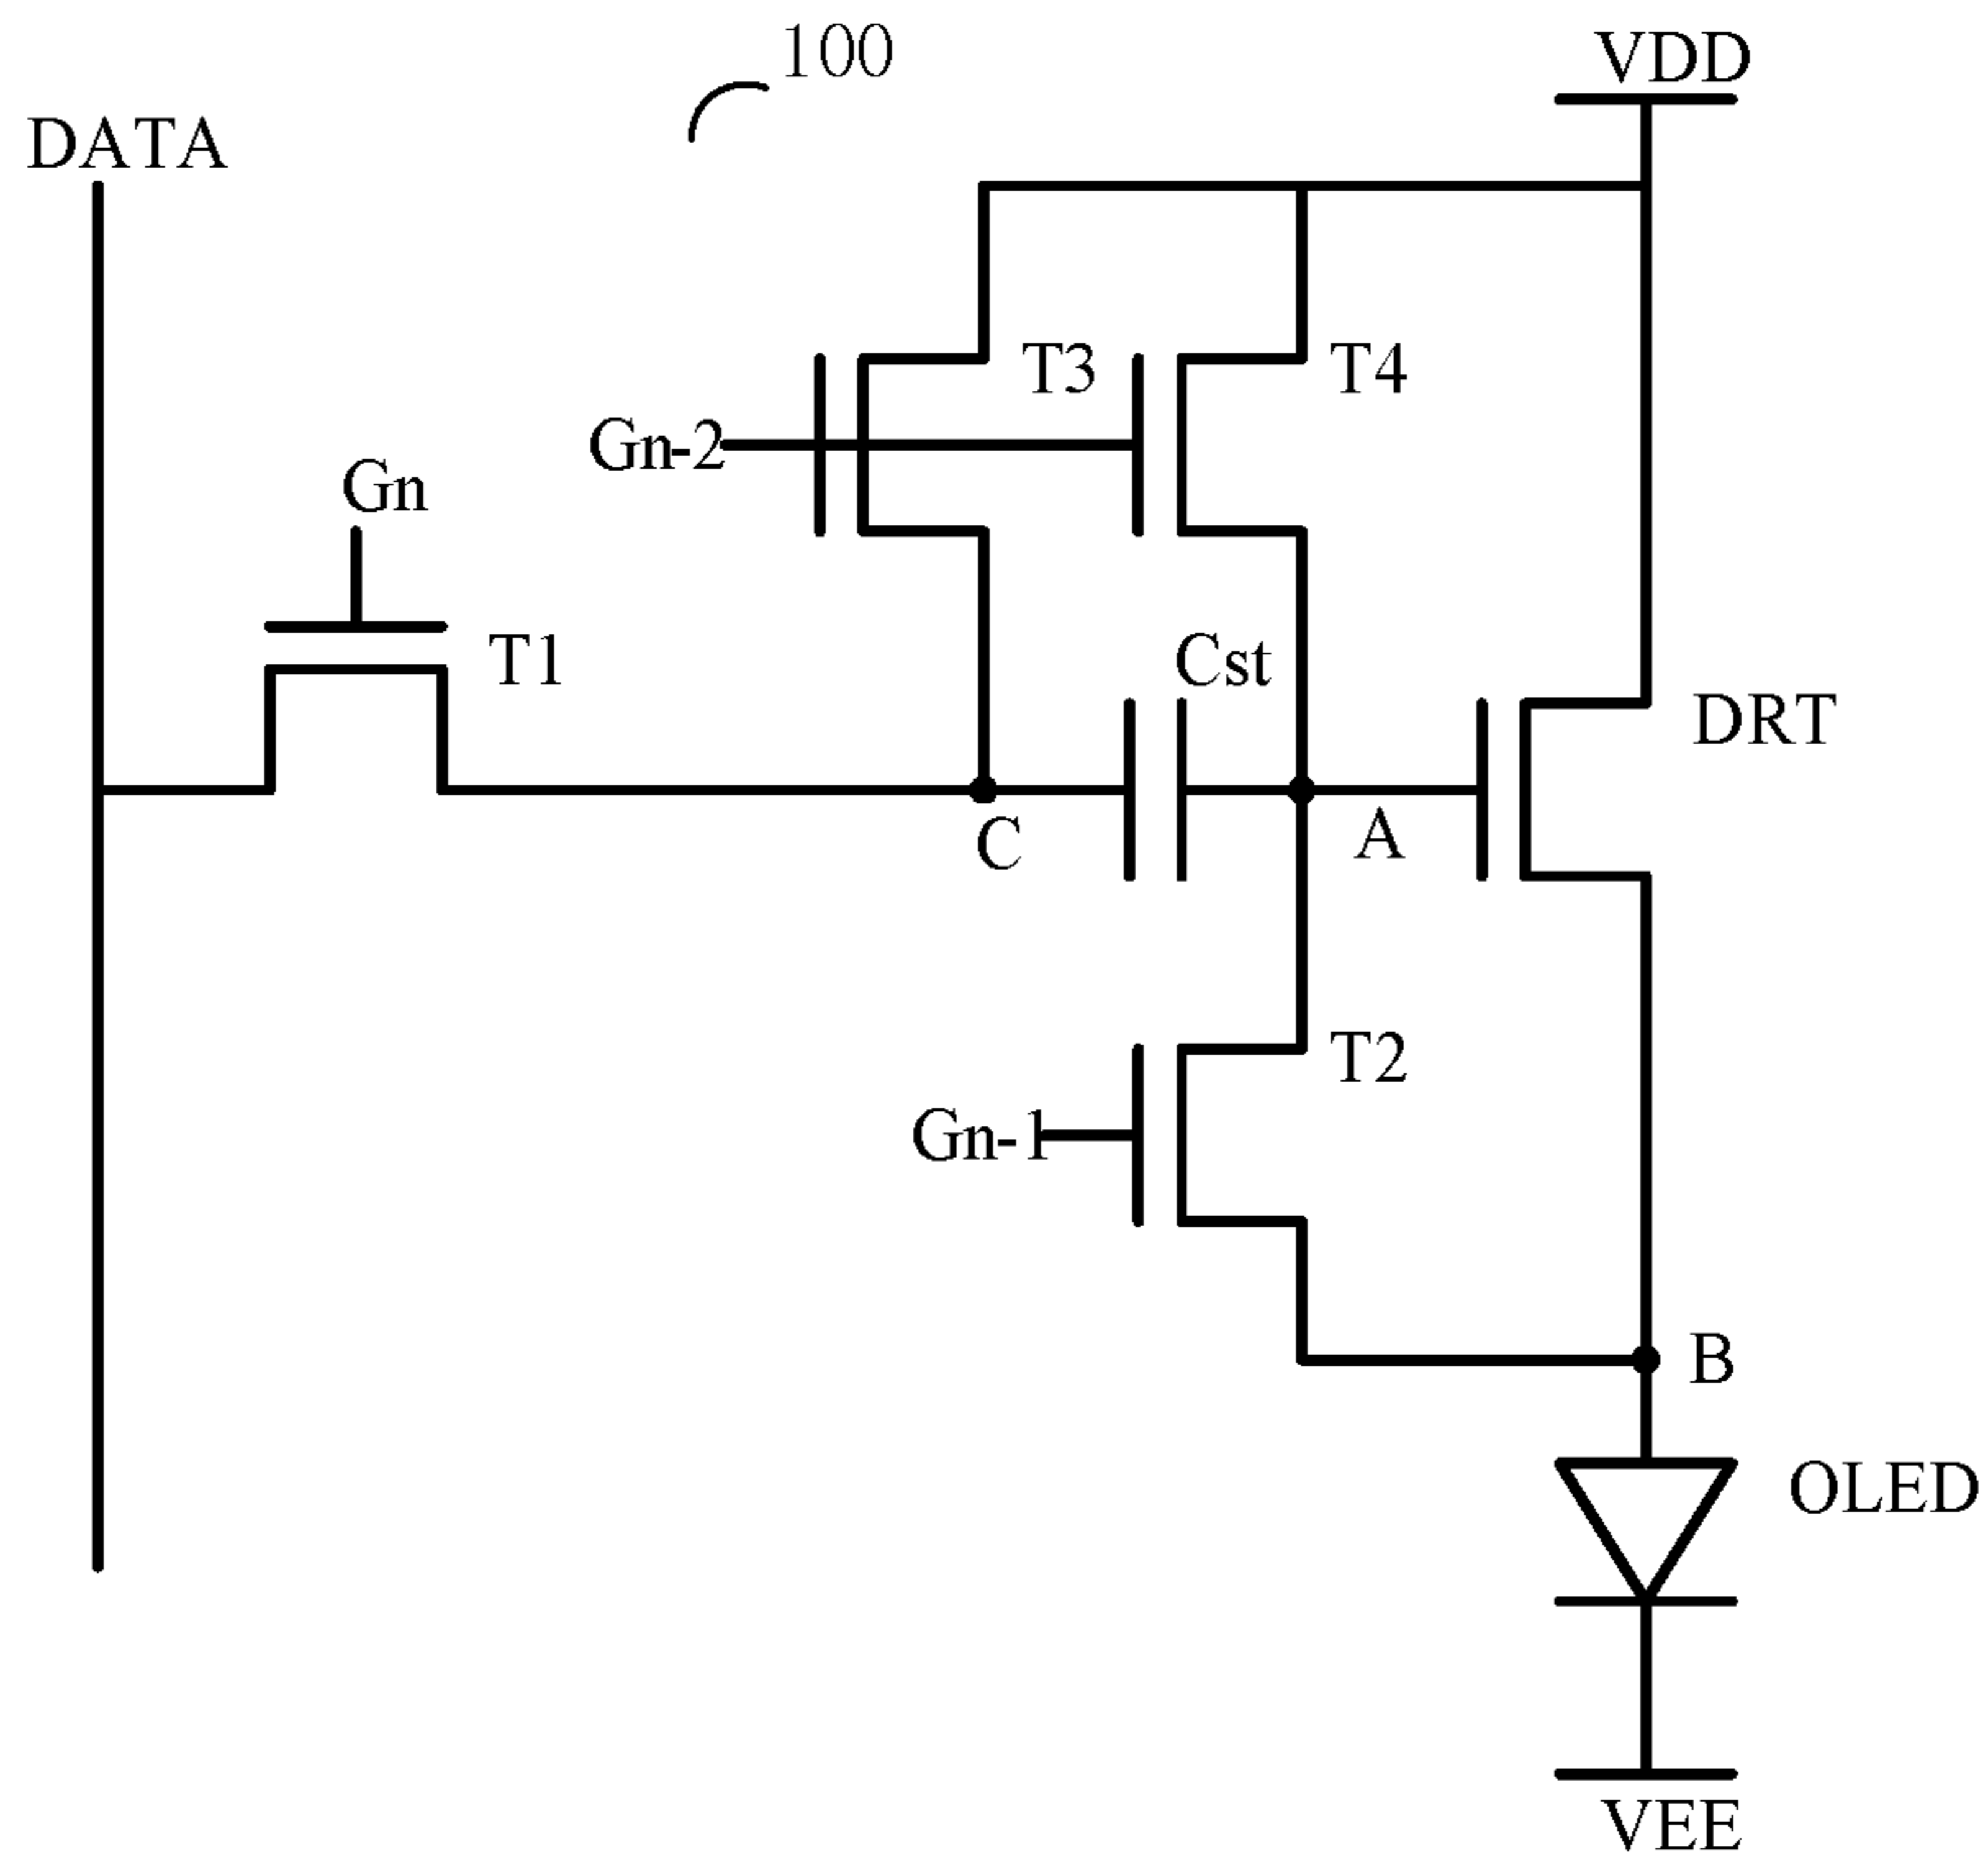 100
VDD
DATA
T3
T4
Gn-2
Gn
T1
Cst
DRT
C
A
T2
Gn-1
B
OLED
VEE